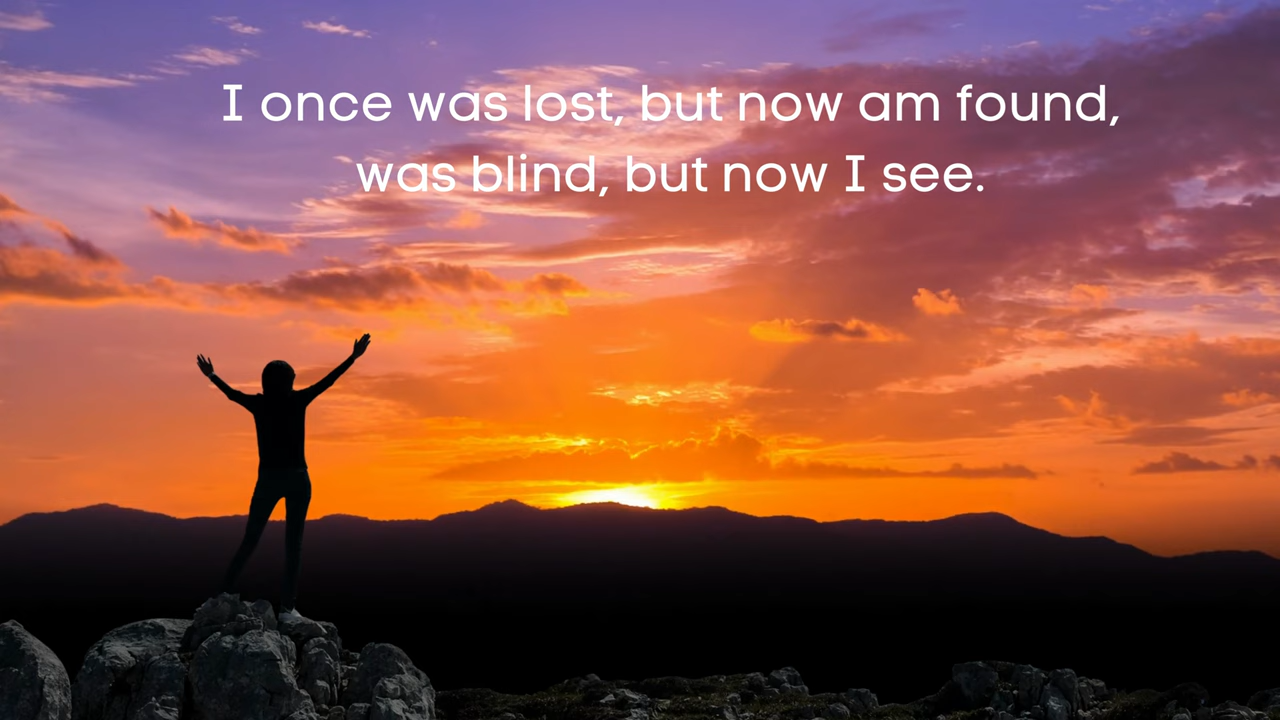 I once was lost, but now am found,
was blind, but now I see.